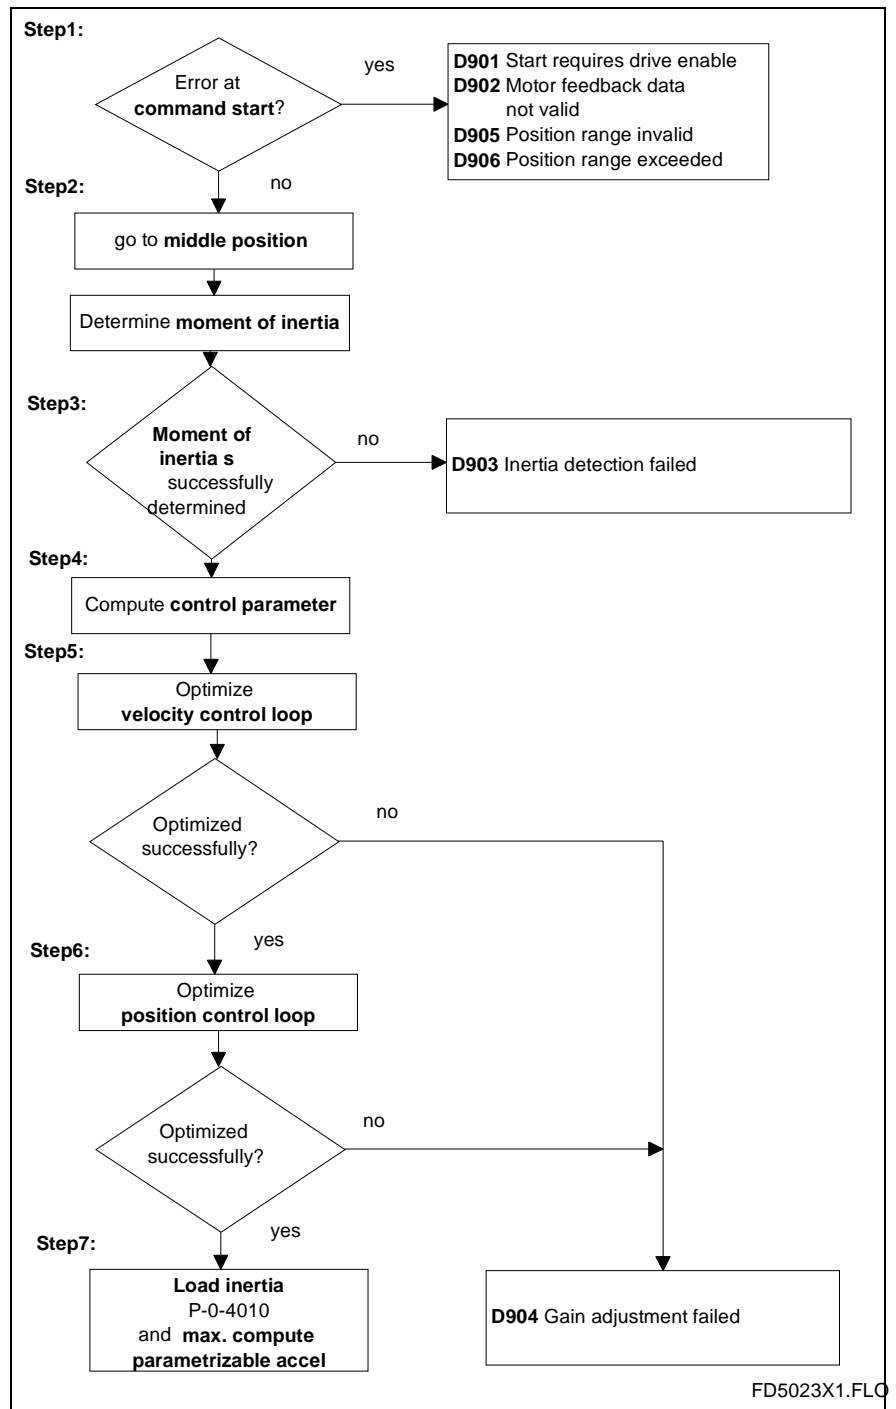 Step1:
Error at
command start?
yes
D901 Start requires drive enable
D902 Motor feedback data
not valid
D905 Position range invalid
D906 Position range exceeded
no
Step2:
go to middle position
Determine moment of inertia
Step3:
Moment of
inertia s
successfully
determined
no
D903 Inertia detection failed
Step4:
Compute control parameter
Step5:
Optimize
velocity control loop
Optimized
successfully?
no
yes
Step6:
Optimize
position control loop
Optimized
successfully?
no
yes
Step7:
Load inertia
P-0-4010
and max. compute
parametrizable accel
D904 Gain adjustment failed
FD5023X1.FLO